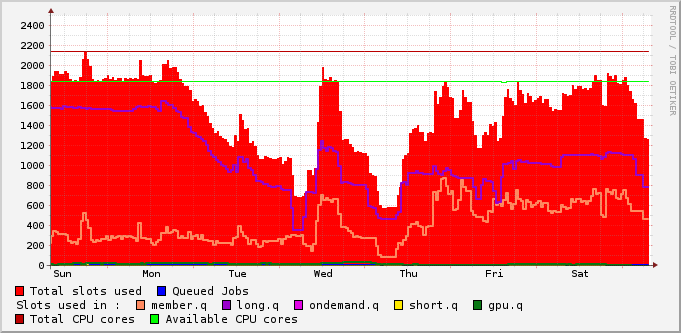 RRDTOOL / TOBI OETIKER
2400
2200
2000
1800
1600
1400
1200
1000
800
600
400
200
0
Sun Mon Tue Wed Thu Fri Sat
Total slots used Queued Jobs
Slots used in : member.q long.q ondemand.q short.q gpu.q
Total CPU cores Available CPU cores